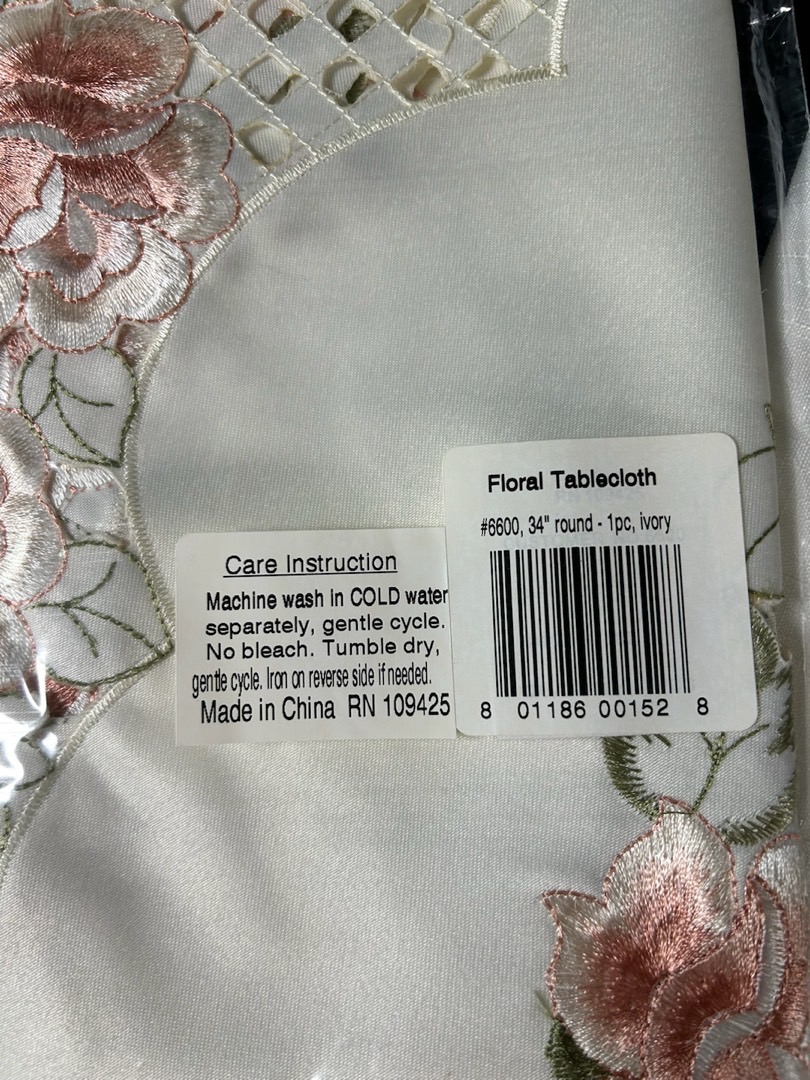 Floral Tablecloth
#6600, 34" round - 1pc, ivory
8 01186 00152 8
Care Instruction
Machine wash in COLD water
separately, gentle cycle.
No bleach. Tumble dry,
gentle cycle. Iron on reverse side if needed.
Made in China RN 109425